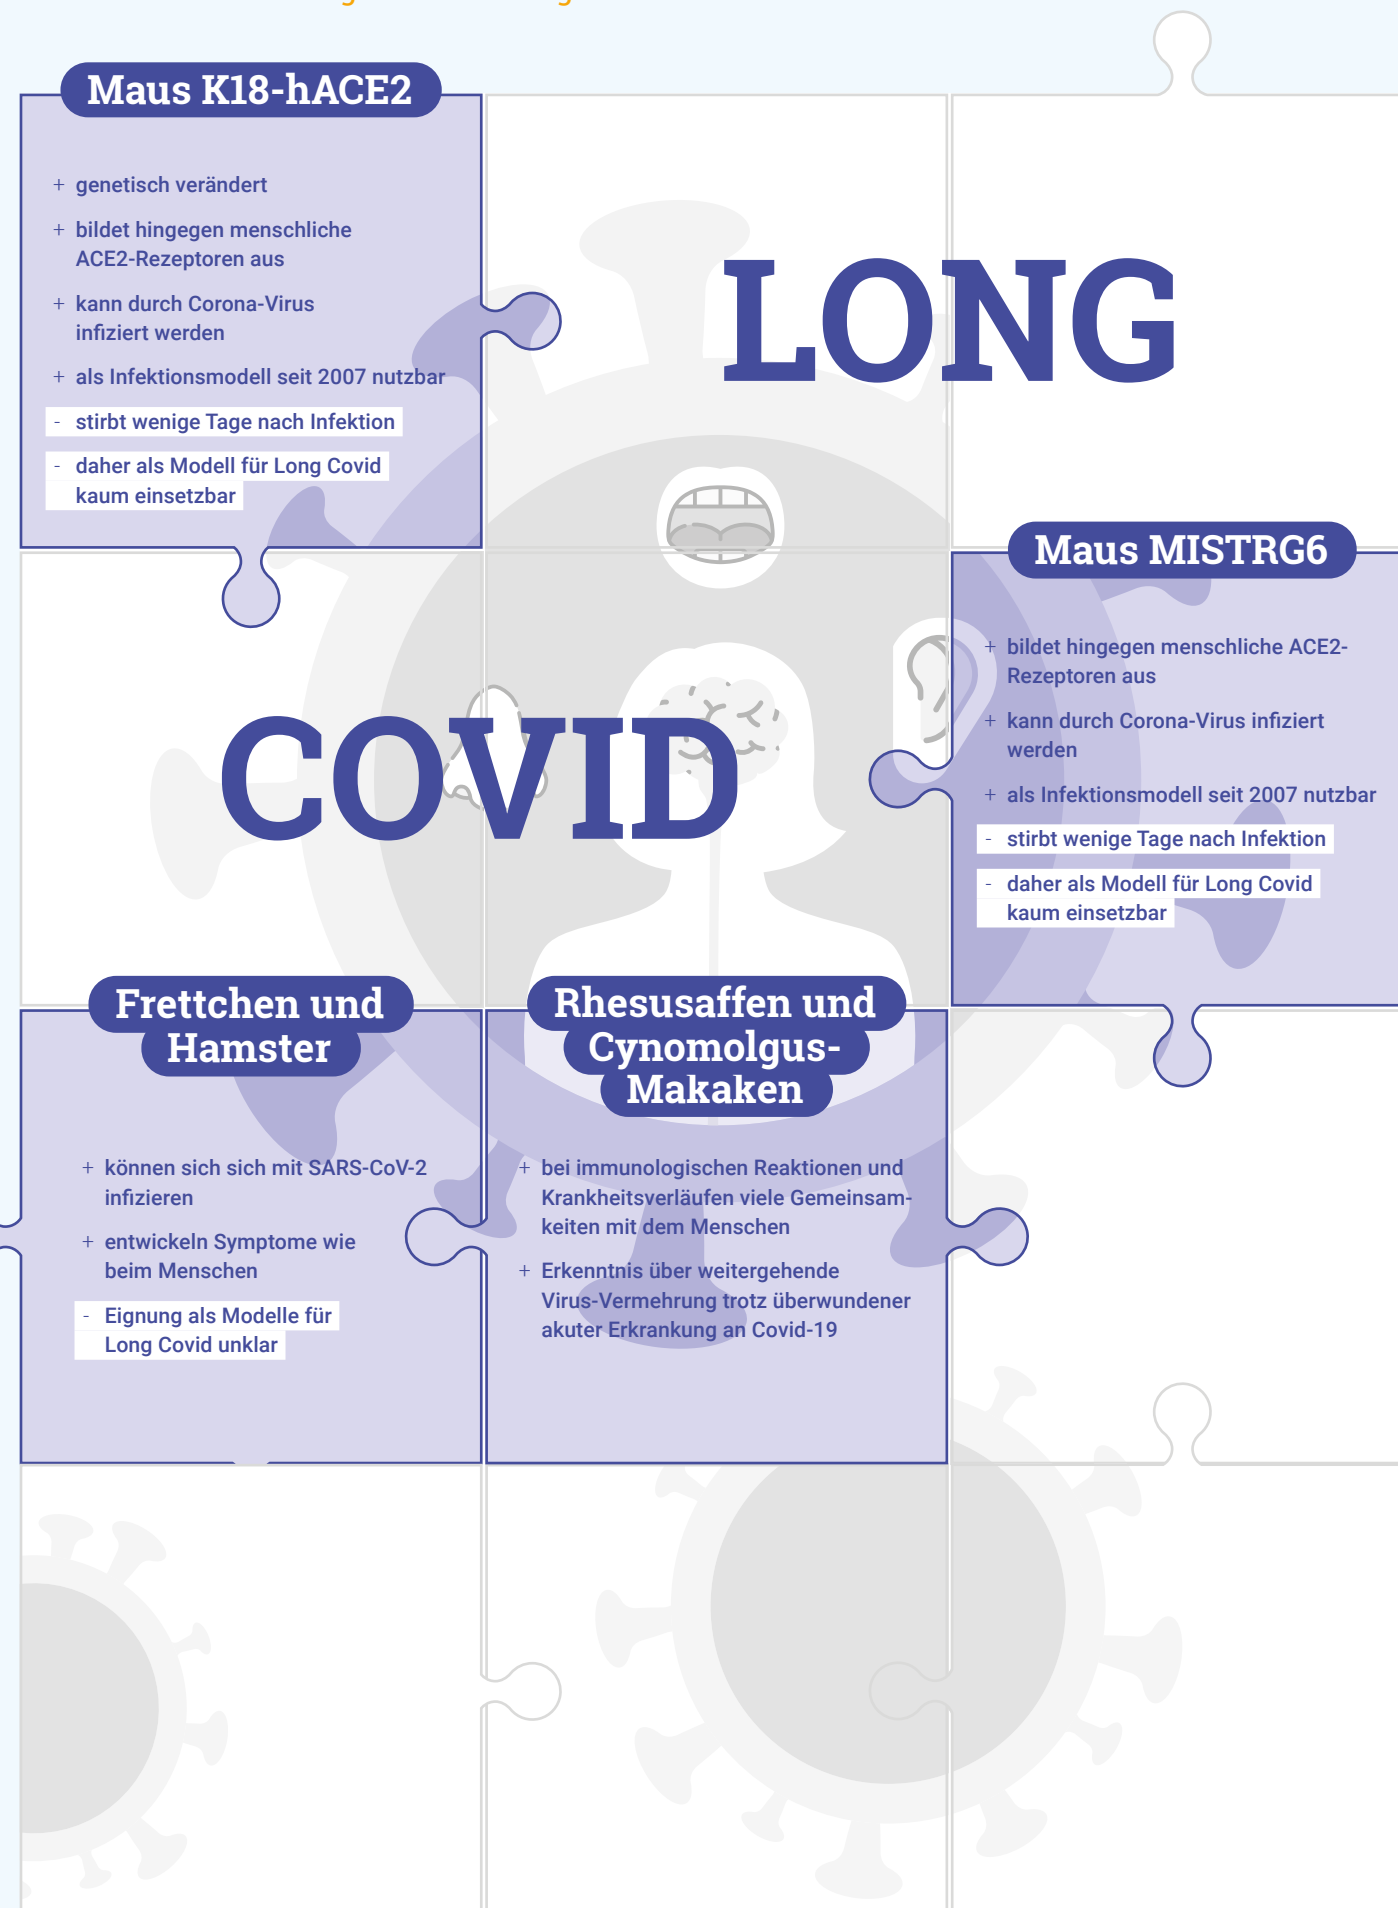 Maus K18-hACE2
+ genetisch verändert
+ bildet hingegen menschliche
ACE2-Rezeptoren aus
+ kann durch Corona-Virus
infiziert werden
+ als Infektionsmodell seit 2007 nutzbar
- stirbt wenige Tage nach Infektion
- daher als Modell für Long Covid
kaum einsetzbar
LONG
COVID
Maus MISTRG6
+ bildet hingegen menschliche ACE2-
Rezeptoren aus
+ kann durch Corona-Virus infiziert
werden
+ als Infektionsmodell seit 2007 nutzbar
- stirbt wenige Tage nach Infektion
- daher als Modell für Long Covid
kaum einsetzbar
Frettchen und
Hamster
+ können sich sich mit SARS-CoV-2
infizieren
+ entwickeln Symptome wie
beim Menschen
- Eignung als Modelle für
Long Covid unklar
Rhesusaffen und
Cynomolgus-
Makaken
+ bei immunologischen Reaktionen und
Krankheitsverläufen viele Gemeinsam-
keiten mit dem Menschen
+ Erkenntnis über weitergehende
Virus-Vermehrung trotz überwundener
akuter Erkrankung an Covid-19